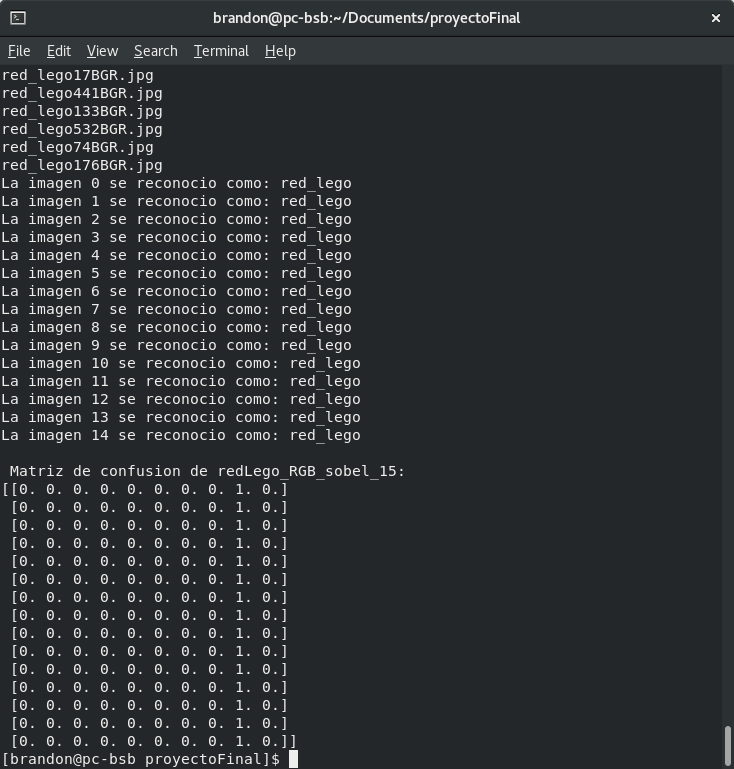 brandon@pc-bsb:~/Documents/proyectoFinal
File Edit View Search Terminal Help
red_lego17BGR.jpg
red_lego441BGR.jpg
red_lego133BGR.jpg
red_lego532BGR.jpg
red_lego74BGR.jpg
red_lego176BGR.jpg
La imagen 0 se reconocio como: red_lego
La imagen 1 se reconocio como: red_lego
La imagen 2 se reconocio como: red_lego
La imagen 3 se reconocio como: red_lego
La imagen 4 se reconocio como: red_lego
La imagen 5 se reconocio como: red_lego
La imagen 6 se reconocio como: red_lego
La imagen 7 se reconocio como: red_lego
La imagen 8 se reconocio como: red_lego
La imagen 9 se reconocio como: red_lego
La imagen 10 se reconocio como: red_lego
La imagen 11 se reconocio como: red_lego
La imagen 12 se reconocio como: red_lego
La imagen 13 se reconocio como: red_lego
La imagen 14 se reconocio como: red_lego
Matriz de confusion de redLego_RGB_sobel_15:
[[0. 0. 0. 0. 0. 0. 0. 0. 1. 0.]
[0. 0. 0. 0. 0. 0. 0. 0. 1. 0.]
[0. 0. 0. 0. 0. 0. 0. 0. 1. 0.]
[0. 0. 0. 0. 0. 0. 0. 0. 1. 0.]
[0. 0. 0. 0. 0. 0. 0. 0. 1. 0.]
[0. 0. 0. 0. 0. 0. 0. 0. 1. 0.]
[0. 0. 0. 0. 0. 0. 0. 0. 1. 0.]
[0. 0. 0. 0. 0. 0. 0. 0. 1. 0.]
[0. 0. 0. 0. 0. 0. 0. 0. 1. 0.]
[0. 0. 0. 0. 0. 0. 0. 0. 1. 0.]
[0. 0. 0. 0. 0. 0. 0. 0. 1. 0.]
[0. 0. 0. 0. 0. 0. 0. 0. 1. 0.]
[0. 0. 0. 0. 0. 0. 0. 0. 1. 0.]
[0. 0. 0. 0. 0. 0. 0. 0. 1. 0.]
[0. 0. 0. 0. 0. 0. 0. 0. 1. 0.]]
[brandon@pc-bsb proyectoFinal]$